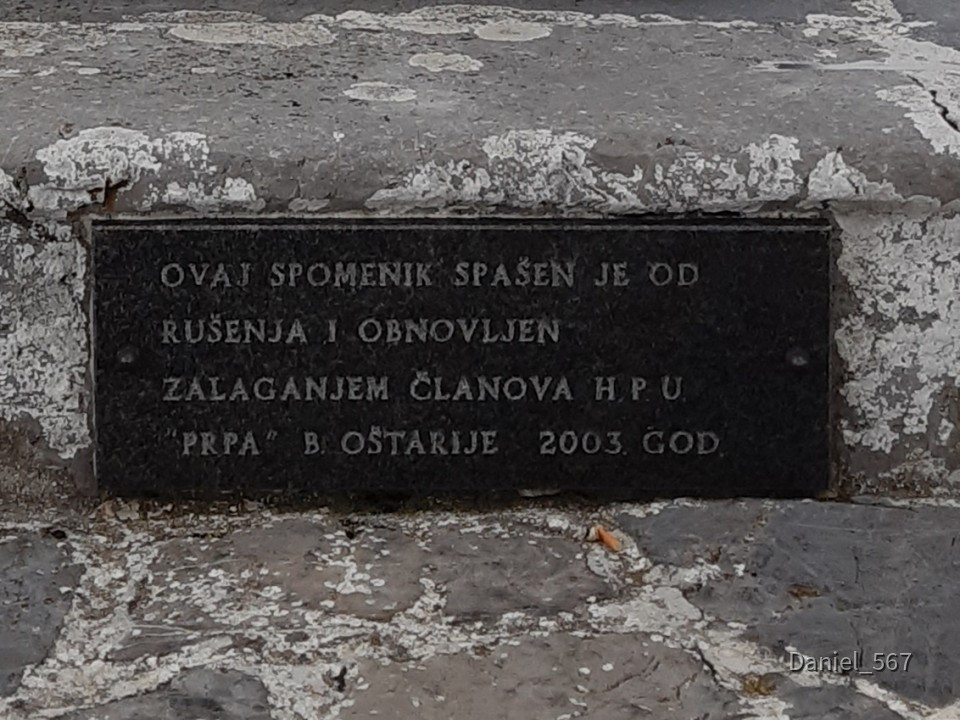 OVAJ SPOMENIK SPAŠEN JE OD
RUŠENJA I OBNOVLJEN
ZALAGANJEM ČLANOVA H.P.U.
"PRPA" B. OŠTARIJE 2003. GOD.
Daniel_567